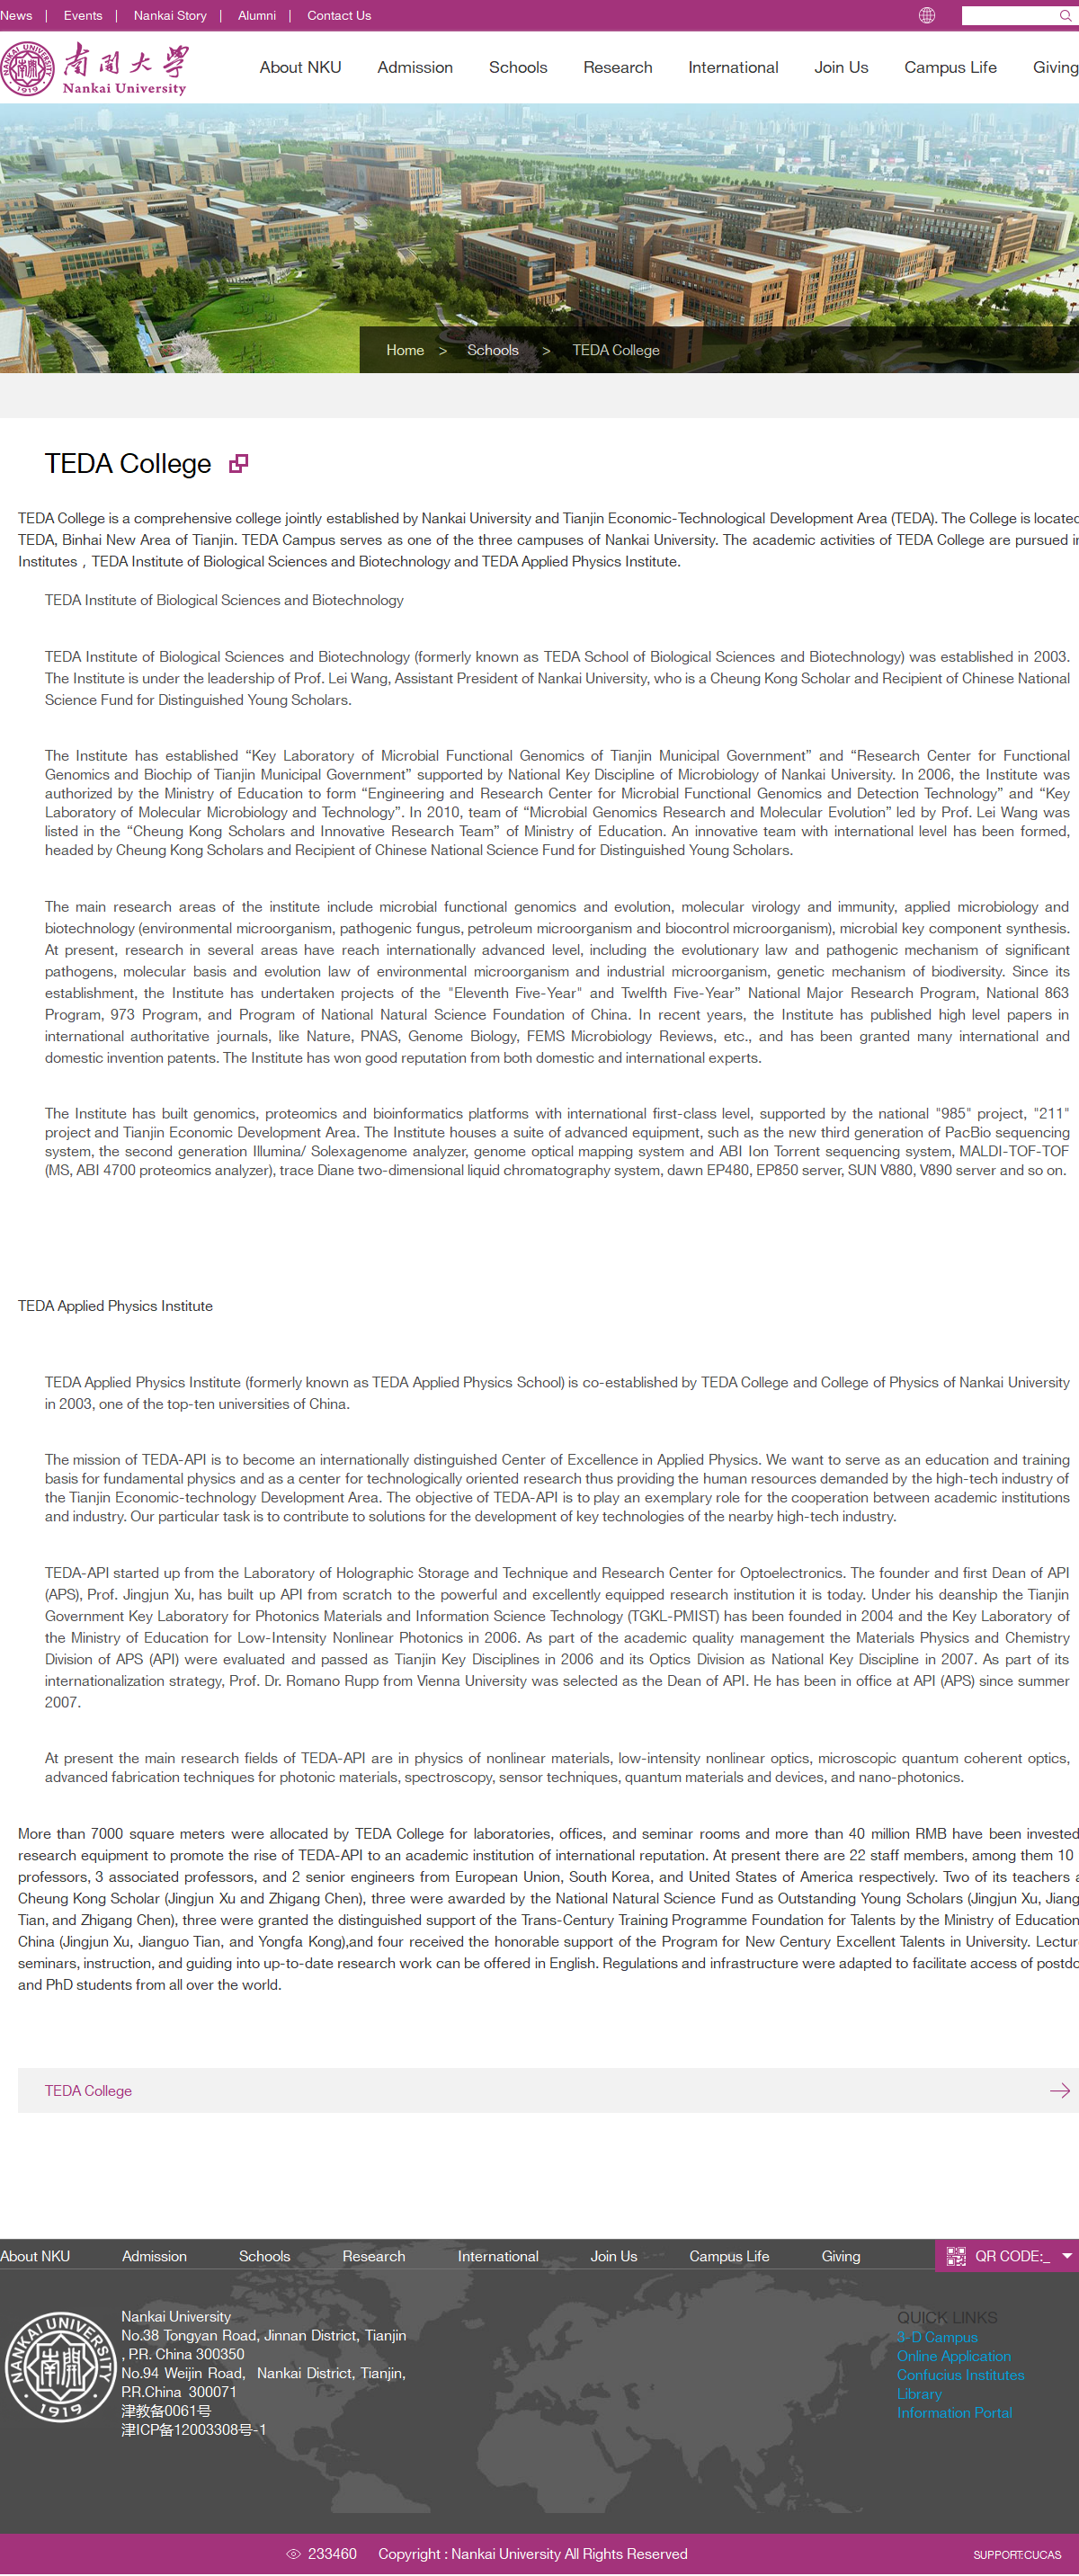 News | Events | Nankai Story | Alumni | Contact Us
南開大学
Nankai University
NANKAI UNIVERSITY
1919
About NKU Admission Schools Research International Join Us Campus Life Giving
Home > Schools > TEDA College
TEDA College
TEDA College is a comprehensive college jointly established by Nankai University and Tianjin Economic-Technological Development Area (TEDA). The College is located
TEDA, Binhai New Area of Tianjin. TEDA Campus serves as one of the three campuses of Nankai University. The academic activities of TEDA College are pursued in
Institutes，TEDA Institute of Biological Sciences and Biotechnology and TEDA Applied Physics Institute.
TEDA Institute of Biological Sciences and Biotechnology
TEDA Institute of Biological Sciences and Biotechnology (formerly known as TEDA School of Biological Sciences and Biotechnology) was established in 2003.
The Institute is under the leadership of Prof. Lei Wang, Assistant President of Nankai University, who is a Cheung Kong Scholar and Recipient of Chinese National
Science Fund for Distinguished Young Scholars.
The Institute has established “Key Laboratory of Microbial Functional Genomics of Tianjin Municipal Government” and “Research Center for Functional
Genomics and Biochip of Tianjin Municipal Government” supported by National Key Discipline of Microbiology of Nankai University. In 2006, the Institute was
authorized by the Ministry of Education to form “Engineering and Research Center for Microbial Functional Genomics and Detection Technology” and “Key
Laboratory of Molecular Microbiology and Technology”. In 2010, team of “Microbial Genomics Research and Molecular Evolution” led by Prof. Lei Wang was
listed in the “Cheung Kong Scholars and Innovative Research Team” of Ministry of Education. An innovative team with international level has been formed,
headed by Cheung Kong Scholars and Recipient of Chinese National Science Fund for Distinguished Young Scholars.
The main research areas of the institute include microbial functional genomics and evolution, molecular virology and immunity, applied microbiology and
biotechnology (environmental microorganism, pathogenic fungus, petroleum microorganism and biocontrol microorganism), microbial key component synthesis.
At present, research in several areas have reach internationally advanced level, including the evolutionary law and pathogenic mechanism of significant
pathogens, molecular basis and evolution law of environmental microorganism and industrial microorganism, genetic mechanism of biodiversity. Since its
establishment, the Institute has undertaken projects of the "Eleventh Five-Year" and Twelfth Five-Year” National Major Research Program, National 863
Program, 973 Program, and Program of National Natural Science Foundation of China. In recent years, the Institute has published high level papers in
international authoritative journals, like Nature, PNAS, Genome Biology, FEMS Microbiology Reviews, etc., and has been granted many international and
domestic invention patents. The Institute has won good reputation from both domestic and international experts.
The Institute has built genomics, proteomics and bioinformatics platforms with international first-class level, supported by the national "985" project, "211"
project and Tianjin Economic Development Area. The Institute houses a suite of advanced equipment, such as the new third generation of PacBio sequencing
system, the second generation Illumina/ Solexagenome analyzer, genome optical mapping system and ABI Ion Torrent sequencing system, MALDI-TOF-TOF
(MS, ABI 4700 proteomics analyzer), trace Diane two-dimensional liquid chromatography system, dawn EP480, EP850 server, SUN V880, V890 server and so on.
TEDA Applied Physics Institute
TEDA Applied Physics Institute (formerly known as TEDA Applied Physics School) is co-established by TEDA College and College of Physics of Nankai University
in 2003, one of the top-ten universities of China.
The mission of TEDA-API is to become an internationally distinguished Center of Excellence in Applied Physics. We want to serve as an education and training
basis for fundamental physics and as a center for technologically oriented research thus providing the human resources demanded by the high-tech industry of
the Tianjin Economic-technology Development Area. The objective of TEDA-API is to play an exemplary role for the cooperation between academic institutions
and industry. Our particular task is to contribute to solutions for the development of key technologies of the nearby high-tech industry.
TEDA-API started up from the Laboratory of Holographic Storage and Technique and Research Center for Optoelectronics. The founder and first Dean of API
(APS), Prof. Jingjun Xu, has built up API from scratch to the powerful and excellently equipped research institution it is today. Under his deanship the Tianjin
Government Key Laboratory for Photonics Materials and Information Science Technology (TGKL-PMIST) has been founded in 2004 and the Key Laboratory of
the Ministry of Education for Low-Intensity Nonlinear Photonics in 2006. As part of the academic quality management the Materials Physics and Chemistry
Division of APS (API) were evaluated and passed as Tianjin Key Disciplines in 2006 and its Optics Division as National Key Discipline in 2007. As part of its
internationalization strategy, Prof. Dr. Romano Rupp from Vienna University was selected as the Dean of API. He has been in office at API (APS) since summer
2007.
At present the main research fields of TEDA-API are in physics of nonlinear materials, low-intensity nonlinear optics, microscopic quantum coherent optics,
advanced fabrication techniques for photonic materials, spectroscopy, sensor techniques, quantum materials and devices, and nano-photonics.
More than 7000 square meters were allocated by TEDA College for laboratories, offices, and seminar rooms and more than 40 million RMB have been invested
research equipment to promote the rise of TEDA-API to an academic institution of international reputation. At present there are 22 staff members, among them 10
professors, 3 associated professors, and 2 senior engineers from European Union, South Korea, and United States of America respectively. Two of its teachers a
Cheung Kong Scholar (Jingjun Xu and Zhigang Chen), three were awarded by the National Natural Science Fund as Outstanding Young Scholars (Jingjun Xu, Jiang
Tian, and Zhigang Chen), three were granted the distinguished support of the Trans-Century Training Programme Foundation for Talents by the Ministry of Education
China (Jingjun Xu, Jianguo Tian, and Yongfa Kong),and four received the honorable support of the Program for New Century Excellent Talents in University. Lectur
seminars, instruction, and guiding into up-to-date research work can be offered in English. Regulations and infrastructure were adapted to facilitate access of postdo
and PhD students from all over the world.
TEDA College
About NKU Admission Schools Research International Join Us Campus Life Giving QR CODE:_
NANKAI UNIVERSITY
1919
Nankai University
No.38 Tongyan Road, Jinnan District, Tianjin
, P.R. China 300350
No.94 Weijin Road, Nankai District, Tianjin,
P.R.China 300071
津教备0061号
津ICP备12003308号-1
QUICK LINKS
3-D Campus
Online Application
Confucius Institutes
Library
Information Portal
233460 Copyright : Nankai University All Rights Reserved
SUPPORT:CUCAS